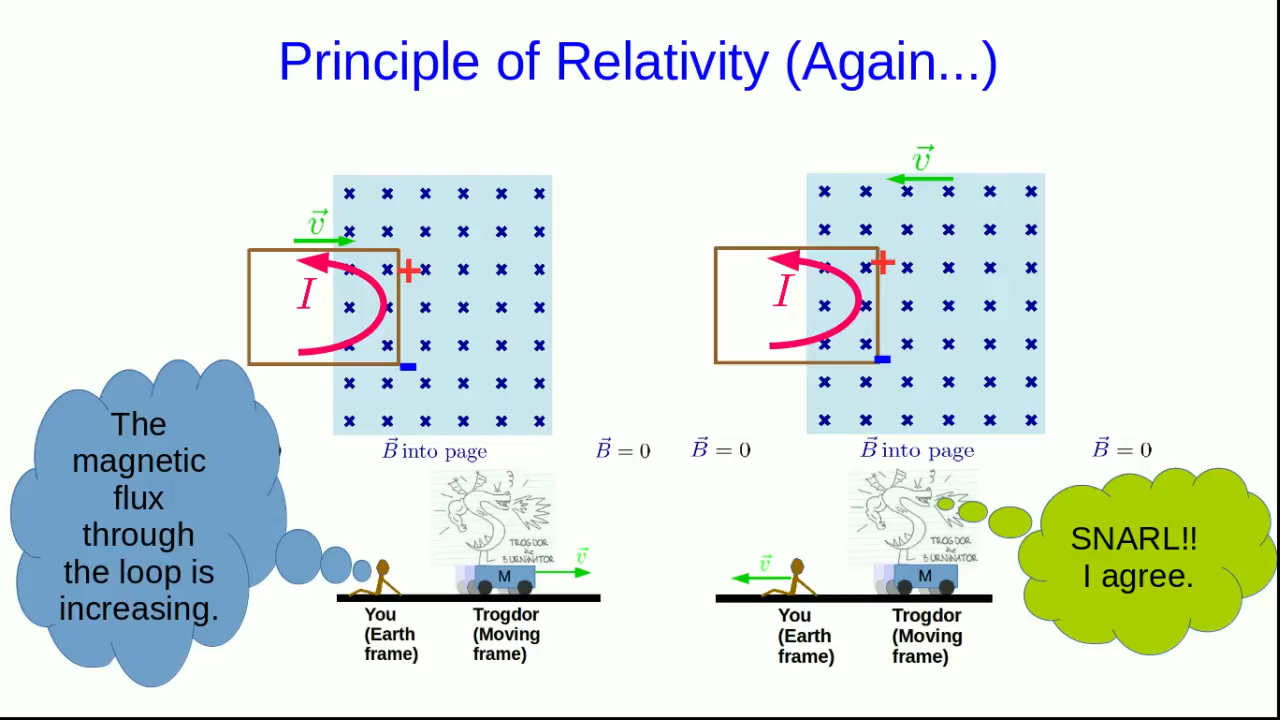 Principle of Relativity (Again...)
v⃗
I
+
-
B⃗ into page
B⃗ = 0
The
magnetic
flux
through
the loop is
increasing.
TROGDOR
the
BURNINATOR
M
v⃗
You
(Earth
frame)
Trogdor
(Moving
frame)
v⃗
I
+
-
B⃗ = 0
B⃗ into page
B⃗ = 0
SNARL!!
I agree.
TROGDOR
the
BURNINATOR
v⃗
M
You
(Earth
frame)
Trogdor
(Moving
frame)